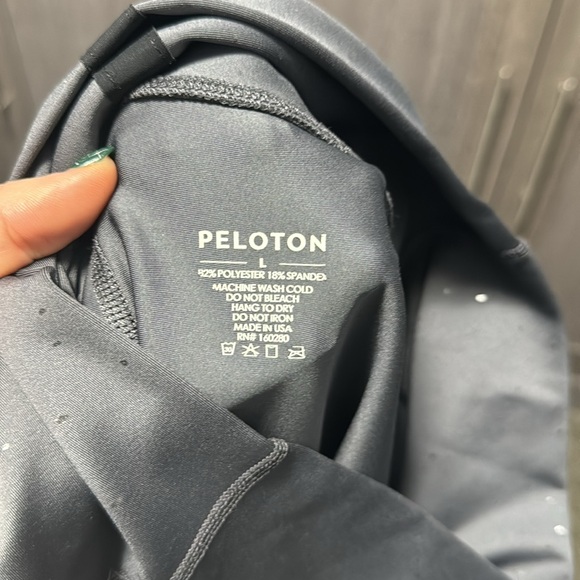 PELOTON
L
82% POLYESTER 18% SPANDEX
MACHINE WASH COLD
DO NOT BLEACH
HANG TO DRY
DO NOT IRON
MADE IN USA
RN# 160280